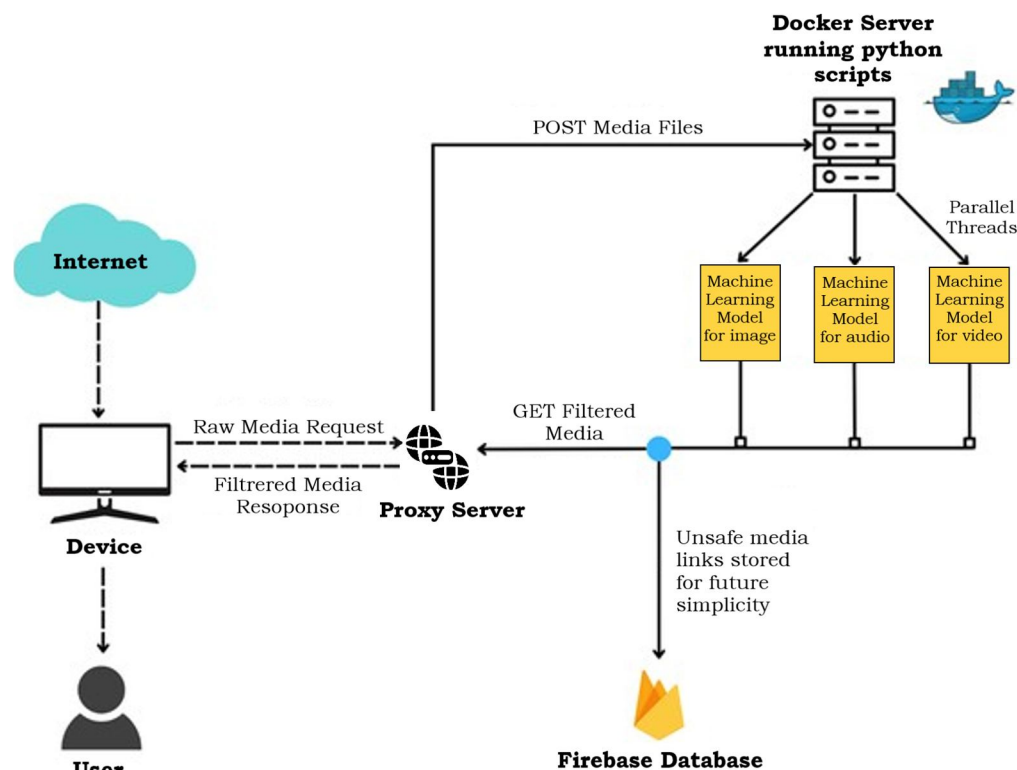 Docker Server
running python
scripts
POST Media Files
Parallel
Threads
Internet
Machine
Learning
Model
for image
Machine
Learning
Model
for audio
Machine
Learning
Model
for video
Raw Media Request
GET Filtered
Media
Filtrered Media
Resoponse
Proxy Server
Device
Unsafe media
links stored
for future
simplicity
User
Firebase Database